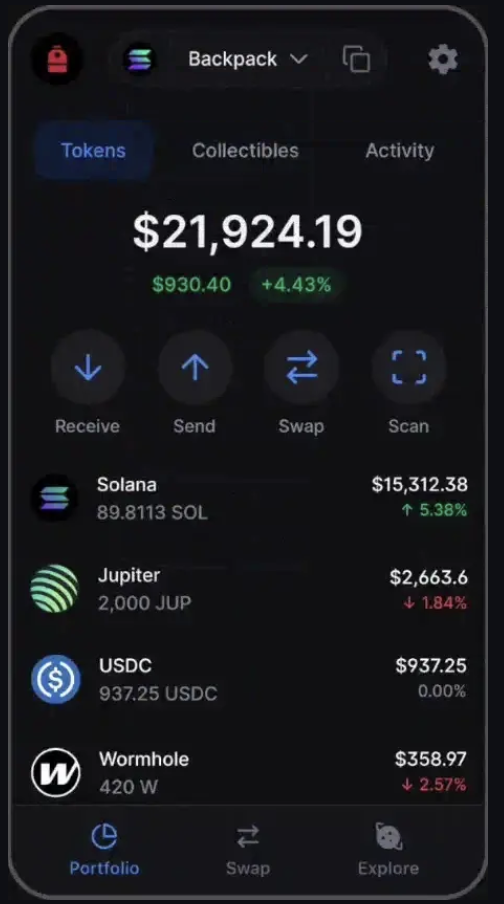 Backpack
Tokens Collectibles Activity
$21,924.19
$930.40 +4.43%
Receive Send Swap Scan
Solana $15,312.38
89.8113 SOL ↑ 5.38%
Jupiter $2,663.6
2,000 JUP ↓ 1.84%
USDC $937.25
937.25 USDC 0.00%
Wormhole $358.97
420 W ↓ 2.57%
Portfolio Swap Explore